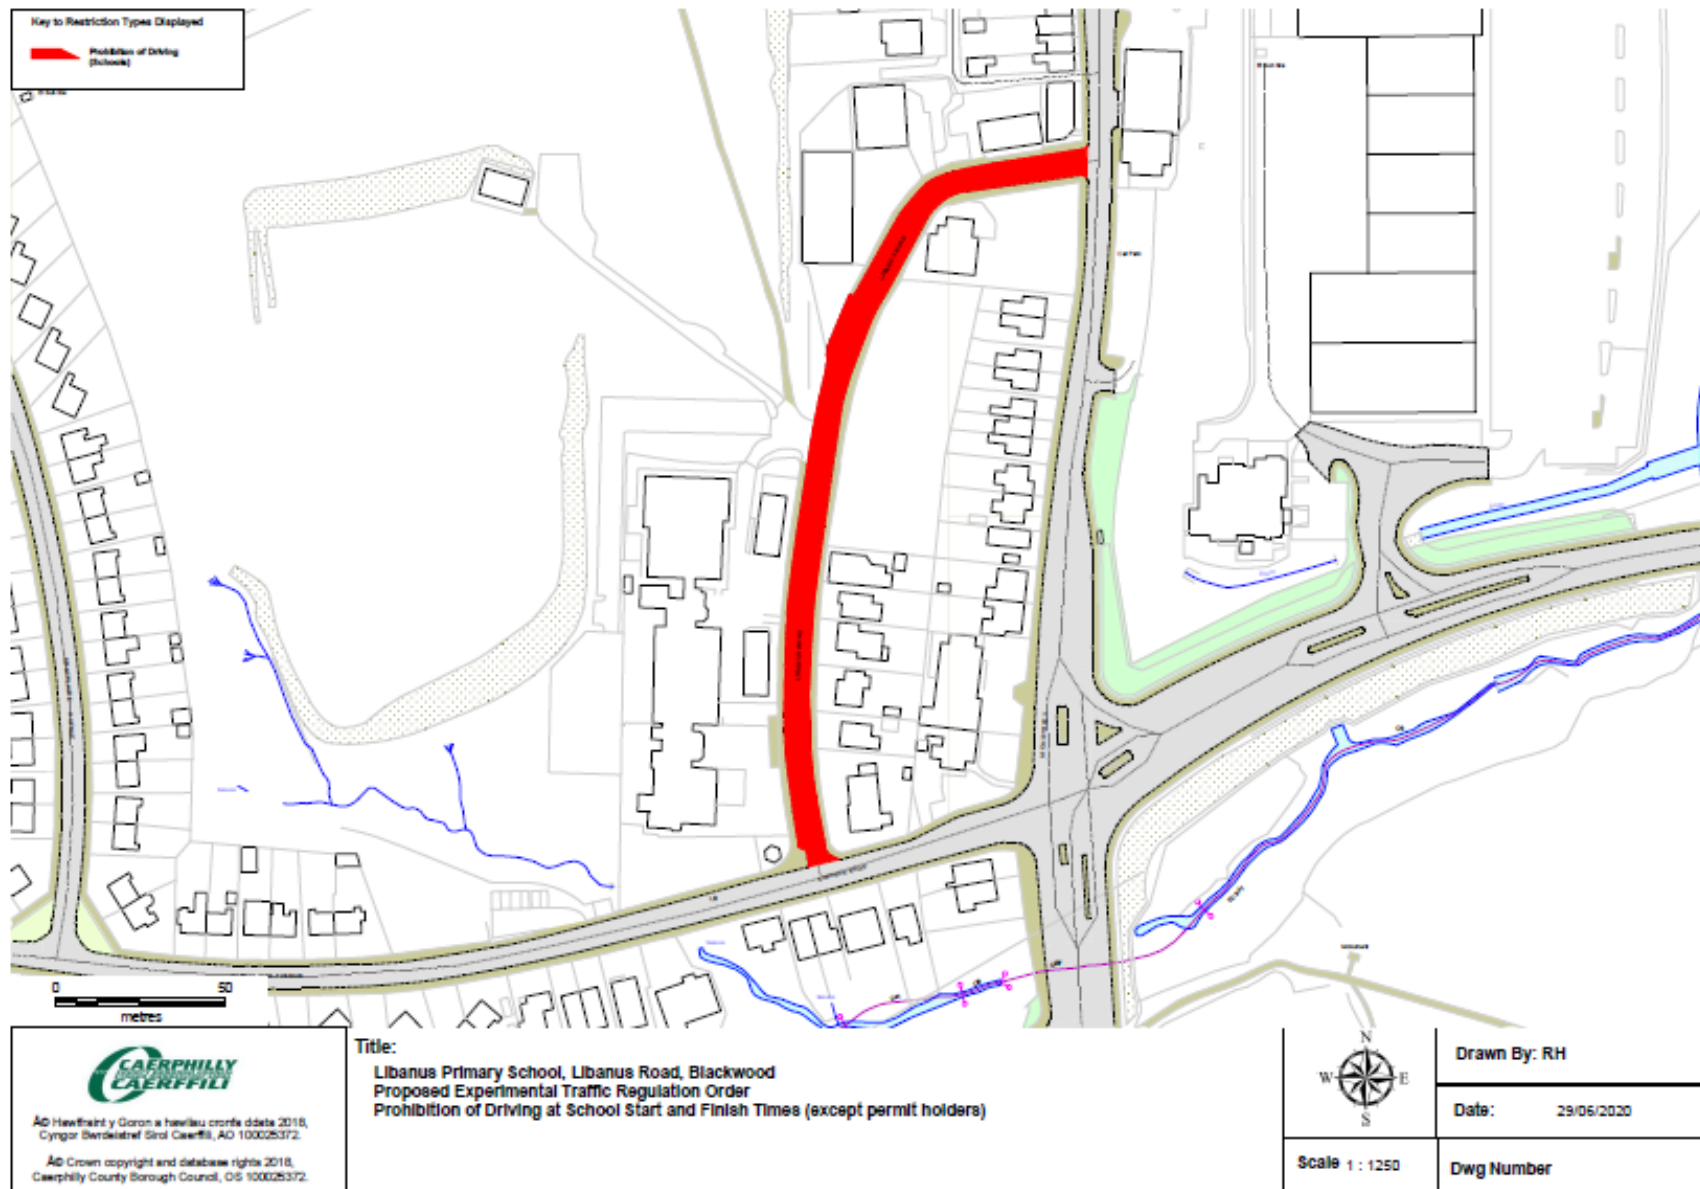 Key to Restriction Types Displayed
Prohibition of Driving
(Schools)
0 50
metres
CAERPHILLY
CAERFFILI
Â© Hawlfraint y Goron a hawliau cronfa ddata 2018,
Cyngor Bwrdeistref Sirol Caerffili, AO 100025372.
Â© Crown copyright and database rights 2018,
Caerphilly County Borough Council, OS 100025372.
Title:
Libanus Primary School, Libanus Road, Blackwood
Proposed Experimental Traffic Regulation Order
Prohibition of Driving at School Start and Finish Times (except permit holders)
N
W E
S
Drawn By: RH
Date: 29/06/2020
Scale 1 : 1250
Dwg Number